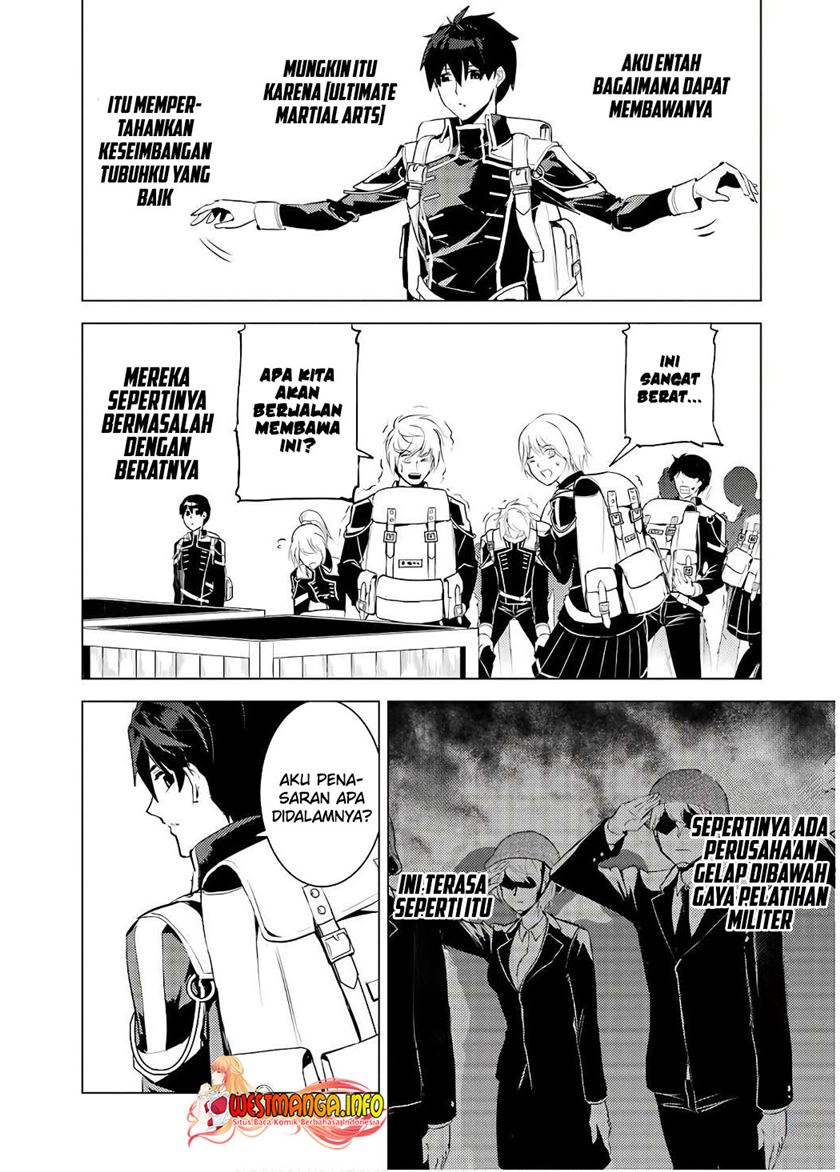 AKU ENTAH
BAGAIMANA DAPAT
MEMBAWANYA
MUNGKIN ITU
KARENA [ULTIMATE
MARTIAL ARTS]
ITU MEMPER-
TAHANKAN
KESEIMBANGAN
TUBUHKU YANG
BAIK
INI
SANGAT
BERAT...
APA KITA
AKAN
BERJALAN
MEMBAWA
INI?
MEREKA
SEPERTINYA
BERMASALAH
DENGAN
BERATNYA
SEPERTINYA ADA
PERUSAHAAN
GELAP DIBAWAH
GAYA PELATIHAN
MILITER
INI TERASA
SEPERTI ITU
AKU PENA-
SARAN APA
DIDALAMNYA?
WESTMANGA.INFO
SITUS BACA KOMIK BERBAHASA INDONESIA